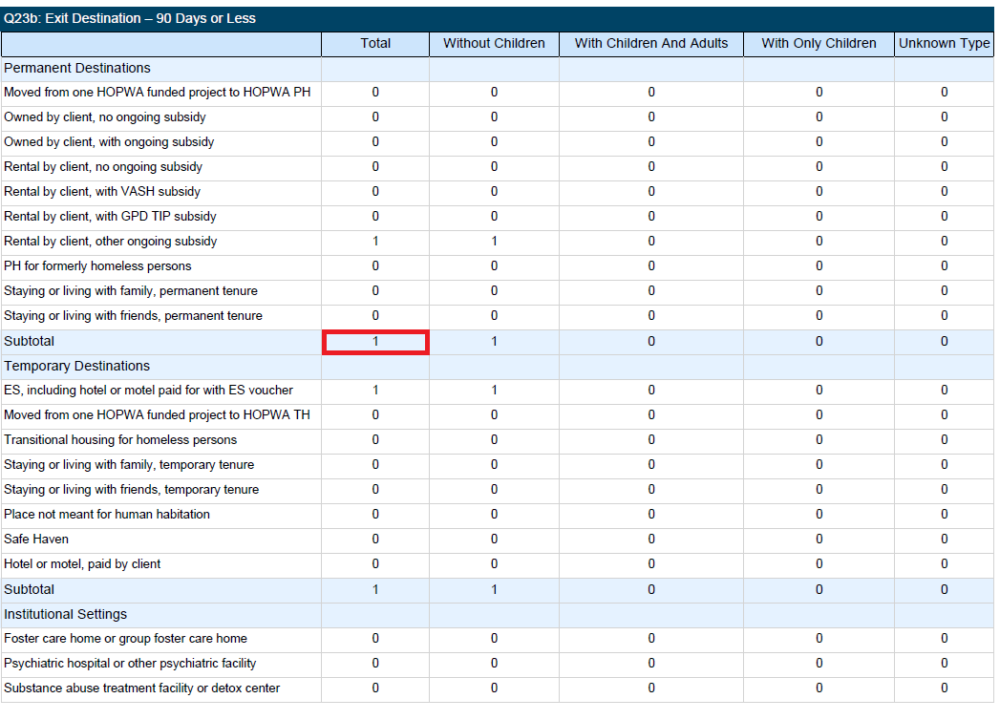 Q23b: Exit Destination – 90 Days or Less
Total Without Children With Children And Adults With Only Children Unknown Type
Permanent Destinations
Moved from one HOPWA funded project to HOPWA PH 0 0 0 0 0
Owned by client, no ongoing subsidy 0 0 0 0 0
Owned by client, with ongoing subsidy 0 0 0 0 0
Rental by client, no ongoing subsidy 0 0 0 0 0
Rental by client, with VASH subsidy 0 0 0 0 0
Rental by client, with GPD TIP subsidy 0 0 0 0 0
Rental by client, other ongoing subsidy 1 1 0 0 0
PH for formerly homeless persons 0 0 0 0 0
Staying or living with family, permanent tenure 0 0 0 0 0
Staying or living with friends, permanent tenure 0 0 0 0 0
Subtotal 1 1 0 0 0
Temporary Destinations
ES, including hotel or motel paid for with ES voucher 1 1 0 0 0
Moved from one HOPWA funded project to HOPWA TH 0 0 0 0 0
Transitional housing for homeless persons 0 0 0 0 0
Staying or living with family, temporary tenure 0 0 0 0 0
Staying or living with friends, temporary tenure 0 0 0 0 0
Place not meant for human habitation 0 0 0 0 0
Safe Haven 0 0 0 0 0
Hotel or motel, paid by client 0 0 0 0 0
Subtotal 1 1 0 0 0
Institutional Settings
Foster care home or group foster care home 0 0 0 0 0
Psychiatric hospital or other psychiatric facility 0 0 0 0 0
Substance abuse treatment facility or detox center 0 0 0 0 0